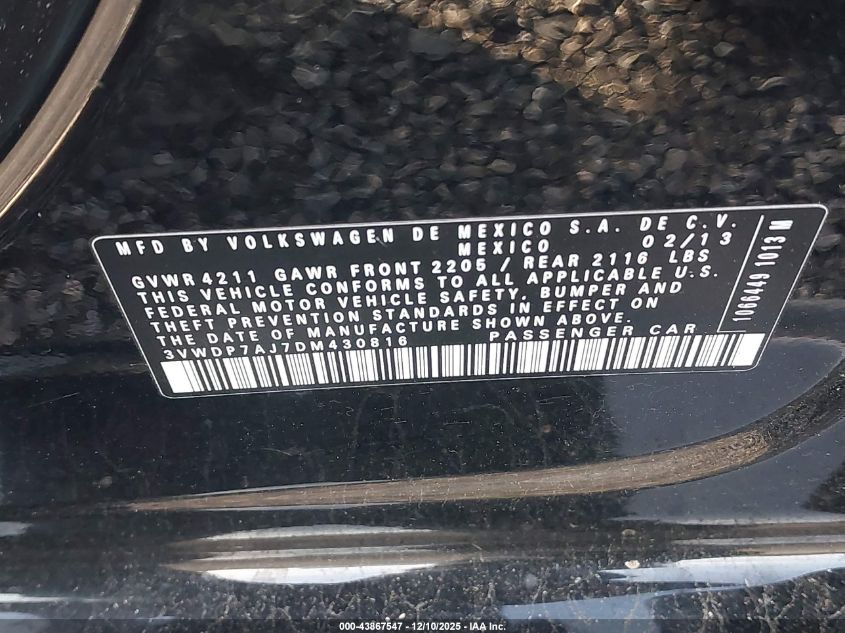 MFD BY VOLKSWAGEN DE MEXICO S.A. DE C.V.
MEXICO 02/13
GVWR 4211 GAWR FRONT 2205 / REAR 2116 LBS
THIS VEHICLE CONFORMS TO ALL APPLICABLE U.S.
FEDERAL MOTOR VEHICLE SAFETY, BUMPER AND
THEFT PREVENTION STANDARDS IN EFFECT ON
THE DATE OF MANUFACTURE SHOWN ABOVE.
3VWDP7AJ7DM430816 PASSENGER CAR
1066949 1013 M
000-43867547 - 12/10/2025 - IAA Inc.